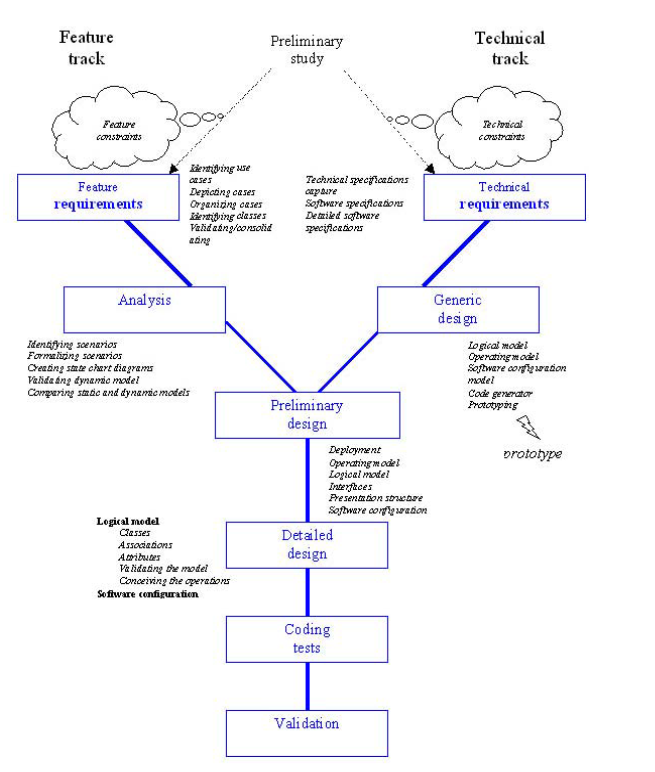 Feature
track
Preliminary
study
Technical
track
Feature
constraints
Technical
constraints
Feature
requirements
Identifying use
cases
Depicting cases
Organizing cases
Identifying classes
Validating/consolid
ating
Technical specifications
capture
Software specifications
Detailed software
specifications
Technical
requirements
Analysis
Generic
design
Identifying scenarios
Formalizing scenarios
Creating state chart diagrams
Validating dynamic model
Comparing static and dynamic models
Logical model
Operating model
Software configuration
model
Code generator
Prototyping
prototype
Preliminary
design
Deployment
Operating model
Logical model
Interfaces
Presentation structure
Software configuration
Logical model
Classes
Associations
Attributes
Validating the model
Conceiving the operations
Software configuration
Detailed
design
Coding
tests
Validation